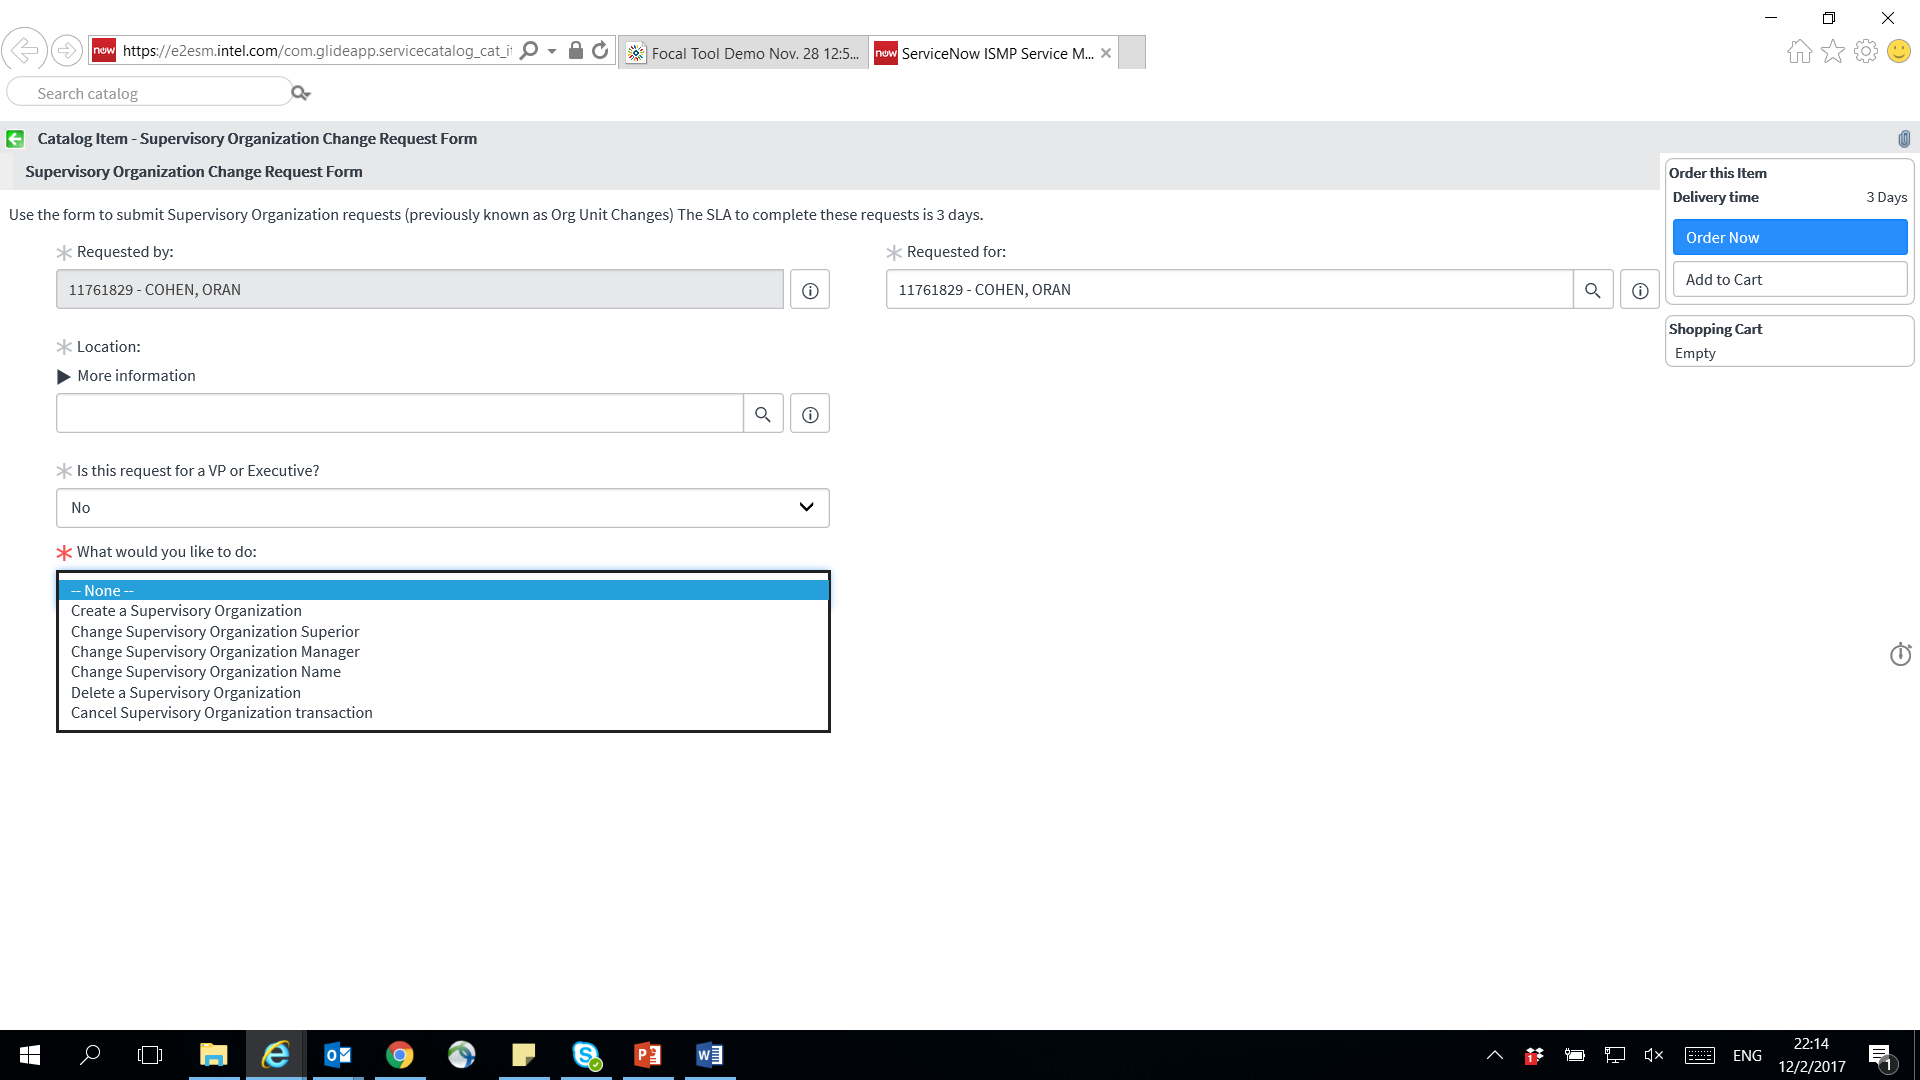 now https://e2esm.intel.com/com.glideapp.servicecatalog_cat_it
Focal Tool Demo Nov. 28 12:5...
now ServiceNow ISMP Service M...
Search catalog
Catalog Item - Supervisory Organization Change Request Form
Supervisory Organization Change Request Form
Order this Item
Delivery time 3 Days
Order Now
Add to Cart
Shopping Cart
Empty
Use the form to submit Supervisory Organization requests (previously known as Org Unit Changes) The SLA to complete these requests is 3 days.
Requested by:
11761829 - COHEN, ORAN
Requested for:
11761829 - COHEN, ORAN
Location:
More information
Is this request for a VP or Executive?
No
What would you like to do:
-- None --
Create a Supervisory Organization
Change Supervisory Organization Superior
Change Supervisory Organization Manager
Change Supervisory Organization Name
Delete a Supervisory Organization
Cancel Supervisory Organization transaction
1
ENG
22:14
12/2/2017
1